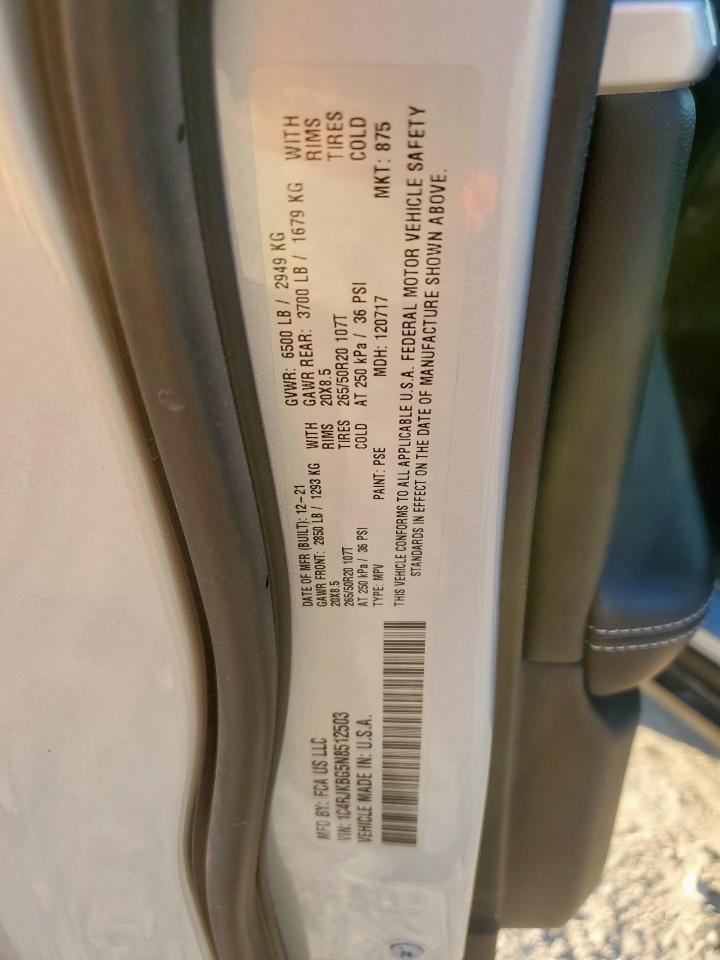 MFD BY: FCA US LLC
VIN: 1C4RJKBG5N8512503
VEHICLE MADE IN: U.S.A.
DATE OF MFR (BUILT): 12-21 GVWR: 6500 LB / 2949 KG
GAWR FRONT: 2850 LB / 1293 KG WITH GAWR REAR: 3700 LB / 1679 KG WITH
20X8.5 RIMS 20X8.5 RIMS
265/50R20 107T TIRES 265/50R20 107T TIRES
AT 250 kPa / 36 PSI COLD AT 250 kPa / 36 PSI COLD
TYPE: MPV PAINT: PSE MDH: 120717 MKT: 875
THIS VEHICLE CONFORMS TO ALL APPLICABLE U.S.A. FEDERAL MOTOR VEHICLE SAFETY
STANDARDS IN EFFECT ON THE DATE OF MANUFACTURE SHOWN ABOVE.